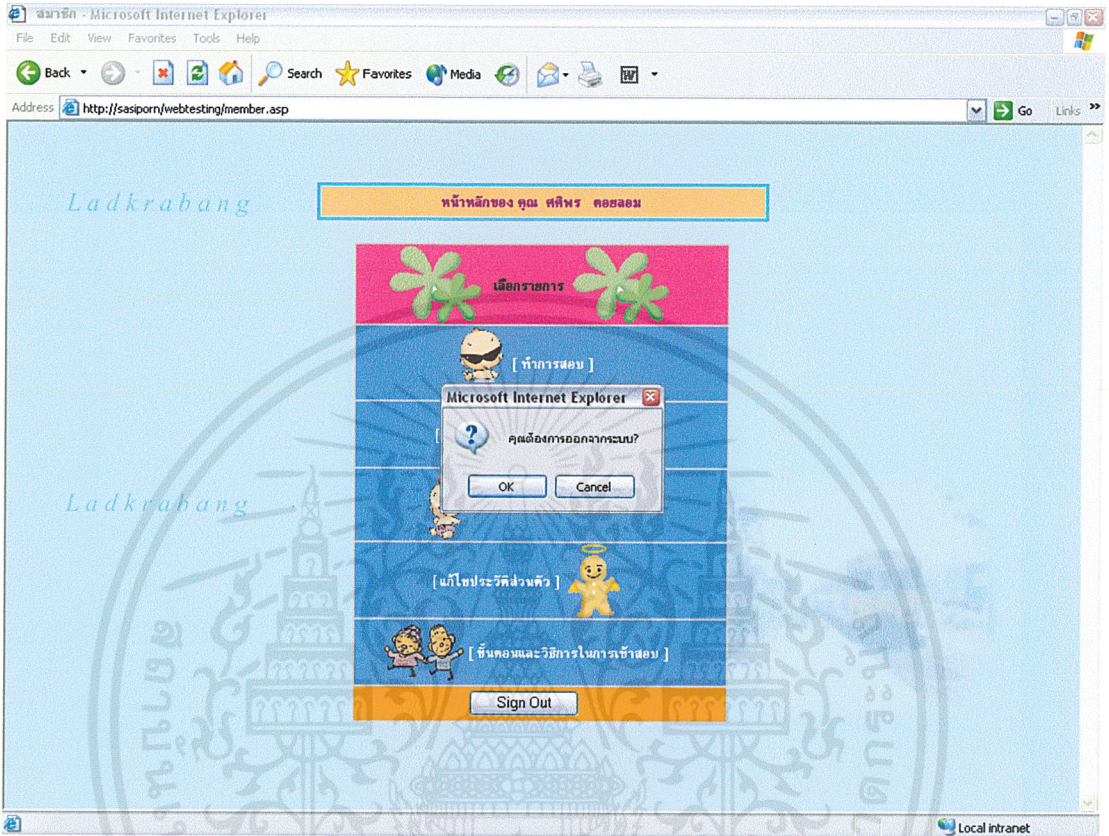 สมาชิก - Microsoft Internet Explorer
File Edit View Favorites Tools Help
Back Search Favorites Media
Address http://sasiporn/webtesting/member.asp Go Links »
Ladkrabang
หน้าหลักของ คุณ ศศิพร คอยลอม
เลือกรายการ
[ ทำการสอบ ]
Microsoft Internet Explorer
[
คุณต้องการออกจากระบบ?
OK Cancel
Ladkrabang
[แก้ไขประวัติส่วนตัว ]
[ ขั้นตอนและวิธีการในการเข้าสอบ ]
Sign Out
Local intranet